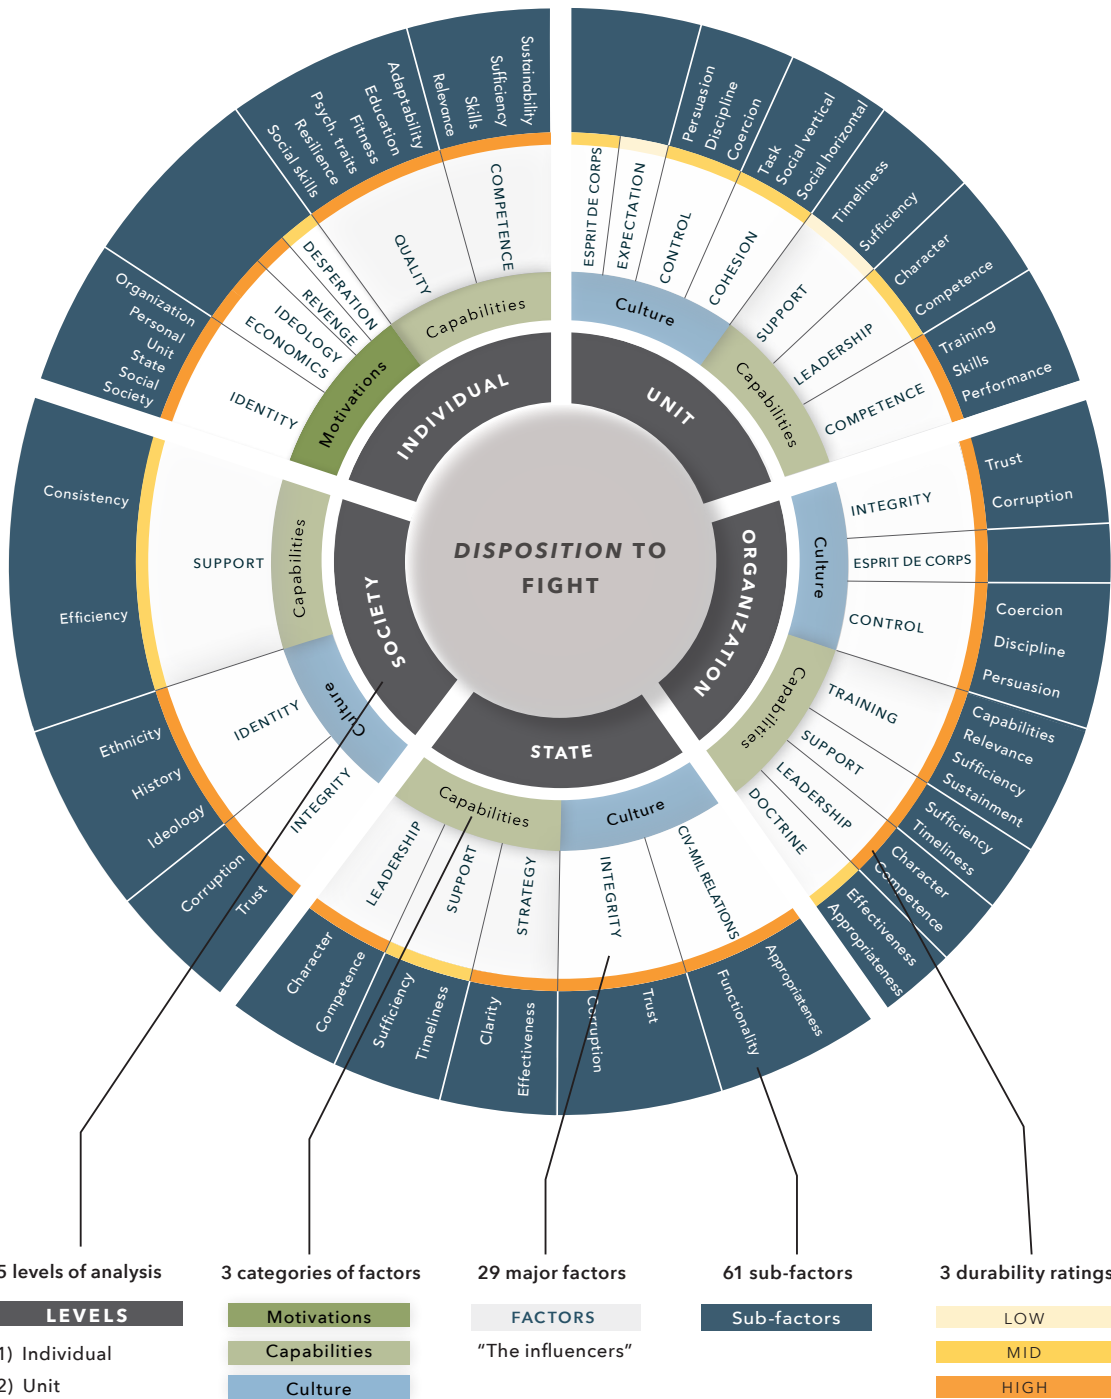 DISPOSITION TO
FIGHT
INDIVIDUAL
Motivations
IDENTITY
Organization
Personal
Unit
State
Social
Society
ECONOMICS
IDEOLOGY
REVENGE
DESPERATION
Capabilities
QUALITY
Social skills
Resilience
Psych. traits
Fitness
Education
Adaptability
COMPETENCE
Relevance
Skills
Sufficiency
Sustainability
UNIT
Culture
ESPRIT DE CORPS
EXPECTATION
CONTROL
Persuasion
Discipline
Coercion
COHESION
Task
Social vertical
Social horizontal
Capabilities
SUPPORT
Timeliness
Sufficiency
LEADERSHIP
Character
Competence
COMPETENCE
Training
Skills
Performance
ORGANIZATION
Culture
INTEGRITY
Trust
Corruption
ESPRIT DE CORPS
CONTROL
Coercion
Discipline
Persuasion
Capabilities
TRAINING
Capabilities
Relevance
Sufficiency
Sustainment
SUPPORT
Sufficiency
Timeliness
LEADERSHIP
Character
Competence
DOCTRINE
Effectiveness
Appropriateness
STATE
Culture
CIV-MIL RELATIONS
Appropriateness
Functionality
INTEGRITY
Trust
Corruption
Capabilities
STRATEGY
Effectiveness
Clarity
SUPPORT
Timeliness
Sufficiency
LEADERSHIP
Competence
Character
SOCIETY
Culture
INTEGRITY
Trust
Corruption
IDENTITY
Ideology
History
Ethnicity
Capabilities
SUPPORT
Efficiency
Consistency
5 levels of analysis
LEVELS
1) Individual
2) Unit
3 categories of factors
Motivations
Capabilities
Culture
29 major factors
FACTORS
"The influencers"
61 sub-factors
Sub-factors
3 durability ratings
LOW
MID
HIGH